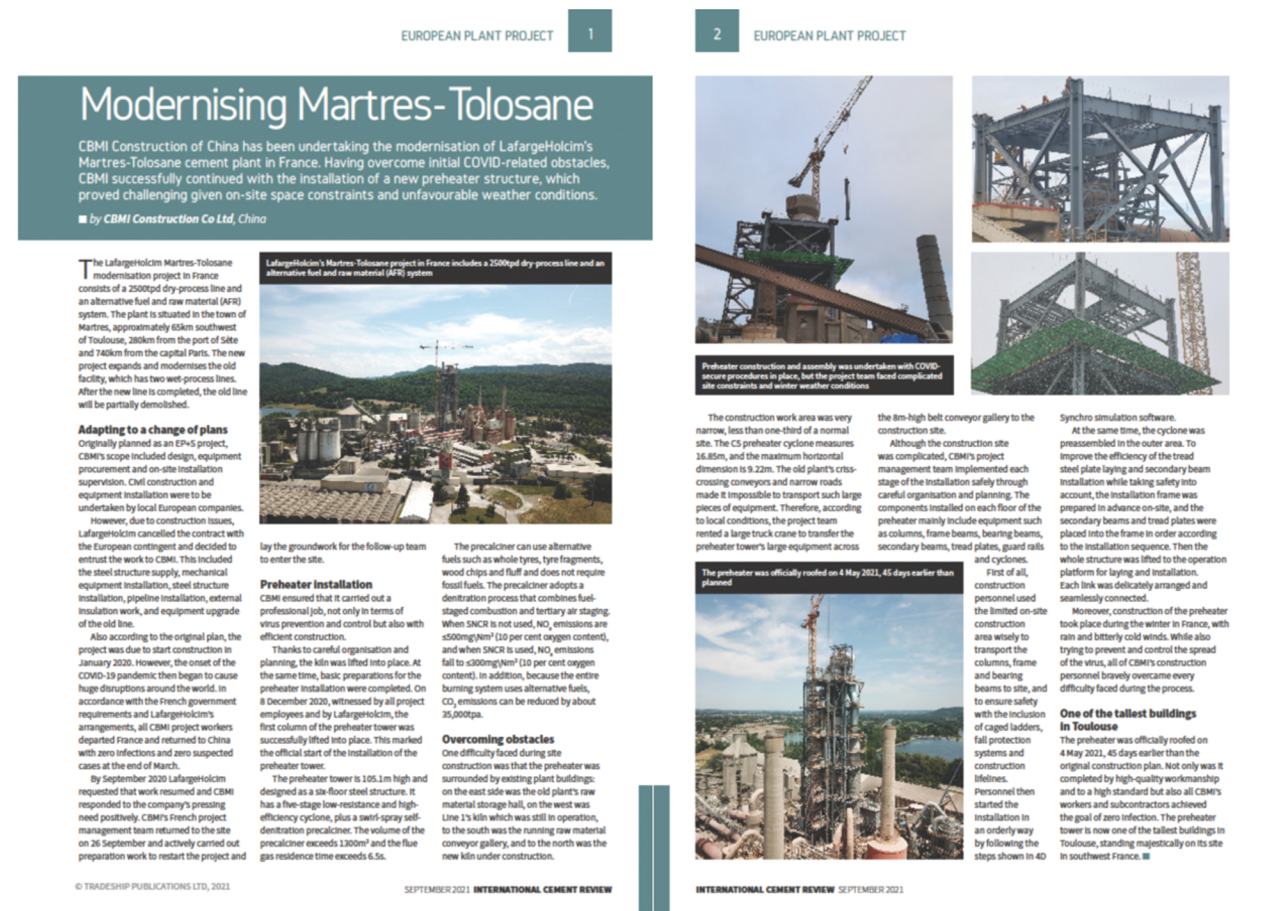 EUROPEAN PLANT PROJECT
1
Modernising Martres-Tolosane
CBMI Construction of China has been undertaking the modernisation of LafargeHolcim's
Martres-Tolosane cement plant in France. Having overcome initial COVID-related obstacles,
CBMI successfully continued with the installation of a new preheater structure, which
proved challenging given on-site space constraints and unfavourable weather conditions.
■ by CBMI Construction Co Ltd, China
The LafargeHolcim Martres-Tolosane
modernisation project in France
consists of a 2500tpd dry-process line and
an alternative fuel and raw material (AFR)
system. The plant is situated in the town of
Martres, approximately 65km southwest
of Toulouse, 280km from the port of Sète
and 740km from the capital Paris. The new
project expands and modernises the old
facility, which has two wet-process lines.
After the new line is completed, the old line
will be partially demolished.
Adapting to a change of plans
Originally planned as an EP+S project,
CBMI's scope included design, equipment
procurement and on-site installation
supervision. Civil construction and
equipment installation were to be
undertaken by local European companies.
However, due to construction issues,
LafargeHolcim cancelled the contract with
the European contingent and decided to
entrust the work to CBMI. This included
the steel structure supply, mechanical
equipment installation, steel structure
installation, pipeline installation, external
insulation work, and equipment upgrade
of the old line.
Also according to the original plan, the
project was due to start construction in
January 2020. However, the onset of the
COVID-19 pandemic then began to cause
huge disruptions around the world. In
accordance with the French government
requirements and LafargeHolcim's
arrangements, all CBMI project workers
departed France and returned to China
with zero infections and zero suspected
cases at the end of March.
By September 2020 LafargeHolcim
requested that work resumed and CBMI
responded to the company's pressing
need positively. CBMI's French project
management team returned to the site
on 26 September and actively carried out
preparation work to restart the project and
LafargeHolcim's Martres-Tolosane project in France includes a 2500tpd dry-process line and an
alternative fuel and raw material (AFR) system
lay the groundwork for the follow-up team
to enter the site.
Preheater installation
CBMI ensured that it carried out a
professional job, not only in terms of
virus prevention and control but also with
efficient construction.
Thanks to careful organisation and
planning, the kiln was lifted into place. At
the same time, basic preparations for the
preheater installation were completed. On
8 December 2020, witnessed by all project
employees and by LafargeHolcim, the
first column of the preheater tower was
successfully lifted into place. This marked
the official start of the installation of the
preheater tower.
The preheater tower is 105.1m high and
designed as a six-floor steel structure. It
has a five-stage low-resistance and high-
efficiency cyclone, plus a swirl-spray self-
denitration precalciner. The volume of the
precalciner exceeds 1300m³ and the flue
gas residence time exceeds 6.5s.
The precalciner can use alternative
fuels such as whole tyres, tyre fragments,
wood chips and fluff and does not require
fossil fuels. The precalciner adopts a
denitration process that combines fuel-
staged combustion and tertiary air staging.
When SNCR is not used, NOx emissions are
≤500mg\Nm³ (10 per cent oxygen content),
and when SNCR is used, NOx emissions
fall to ≤300mg\Nm³ (10 per cent oxygen
content). In addition, because the entire
burning system uses alternative fuels,
CO₂ emissions can be reduced by about
35,000tpa.
Overcoming obstacles
One difficulty faced during site
construction was that the preheater was
surrounded by existing plant buildings:
on the east side was the old plant's raw
material storage hall, on the west was
Line 1's kiln which was still in operation,
to the south was the running raw material
conveyor gallery, and to the north was the
new kiln under construction.
© TRADESHIP PUBLICATIONS LTD, 2021
SEPTEMBER 2021 INTERNATIONAL CEMENT REVIEW
2
EUROPEAN PLANT PROJECT
Preheater construction and assembly was undertaken with COVID-
secure procedures in place, but the project team faced complicated
site constraints and winter weather conditions
The construction work area was very
narrow, less than one-third of a normal
site. The C5 preheater cyclone measures
16.85m, and the maximum horizontal
dimension is 9.22m. The old plant's criss-
crossing conveyors and narrow roads
made it impossible to transport such large
pieces of equipment. Therefore, according
to local conditions, the project team
rented a large truck crane to transfer the
preheater tower's large equipment across
The preheater was officially roofed on 4 May 2021, 45 days earlier than
planned
the 8m-high belt conveyor gallery to the
construction site.
Although the construction site
was complicated, CBMI's project
management team implemented each
stage of the installation safely through
careful organisation and planning. The
components installed on each floor of the
preheater mainly include equipment such
as columns, frame beams, bearing beams,
secondary beams, tread plates, guard rails
and cyclones.
First of all,
construction
personnel used
the limited on-site
construction
area wisely to
transport the
columns, frame
and bearing
beams to site, and
to ensure safety
with the inclusion
of caged ladders,
fall protection
systems and
construction
lifelines.
Personnel then
started the
installation in
an orderly way
by following the
steps shown in 4D
Synchro simulation software.
At the same time, the cyclone was
preassembled in the outer area. To
improve the efficiency of the tread
steel plate laying and secondary beam
installation while taking safety into
account, the installation frame was
prepared in advance on-site, and the
secondary beams and tread plates were
placed into the frame in order according
to the installation sequence. Then the
whole structure was lifted to the operation
platform for laying and installation.
Each link was delicately arranged and
seamlessly connected.
Moreover, construction of the preheater
took place during the winter in France, with
rain and bitterly cold winds. While also
trying to prevent and control the spread
of the virus, all of CBMI's construction
personnel bravely overcame every
difficulty faced during the process.
One of the tallest buildings
in Toulouse
The preheater was officially roofed on
4 May 2021, 45 days earlier than the
original construction plan. Not only was it
completed by high-quality workmanship
and to a high standard but also all CBMI's
workers and subcontractors achieved
the goal of zero infection. The preheater
tower is now one of the tallest buildings in
Toulouse, standing majestically on its site
in southwest France. ■
INTERNATIONAL CEMENT REVIEW SEPTEMBER 2021